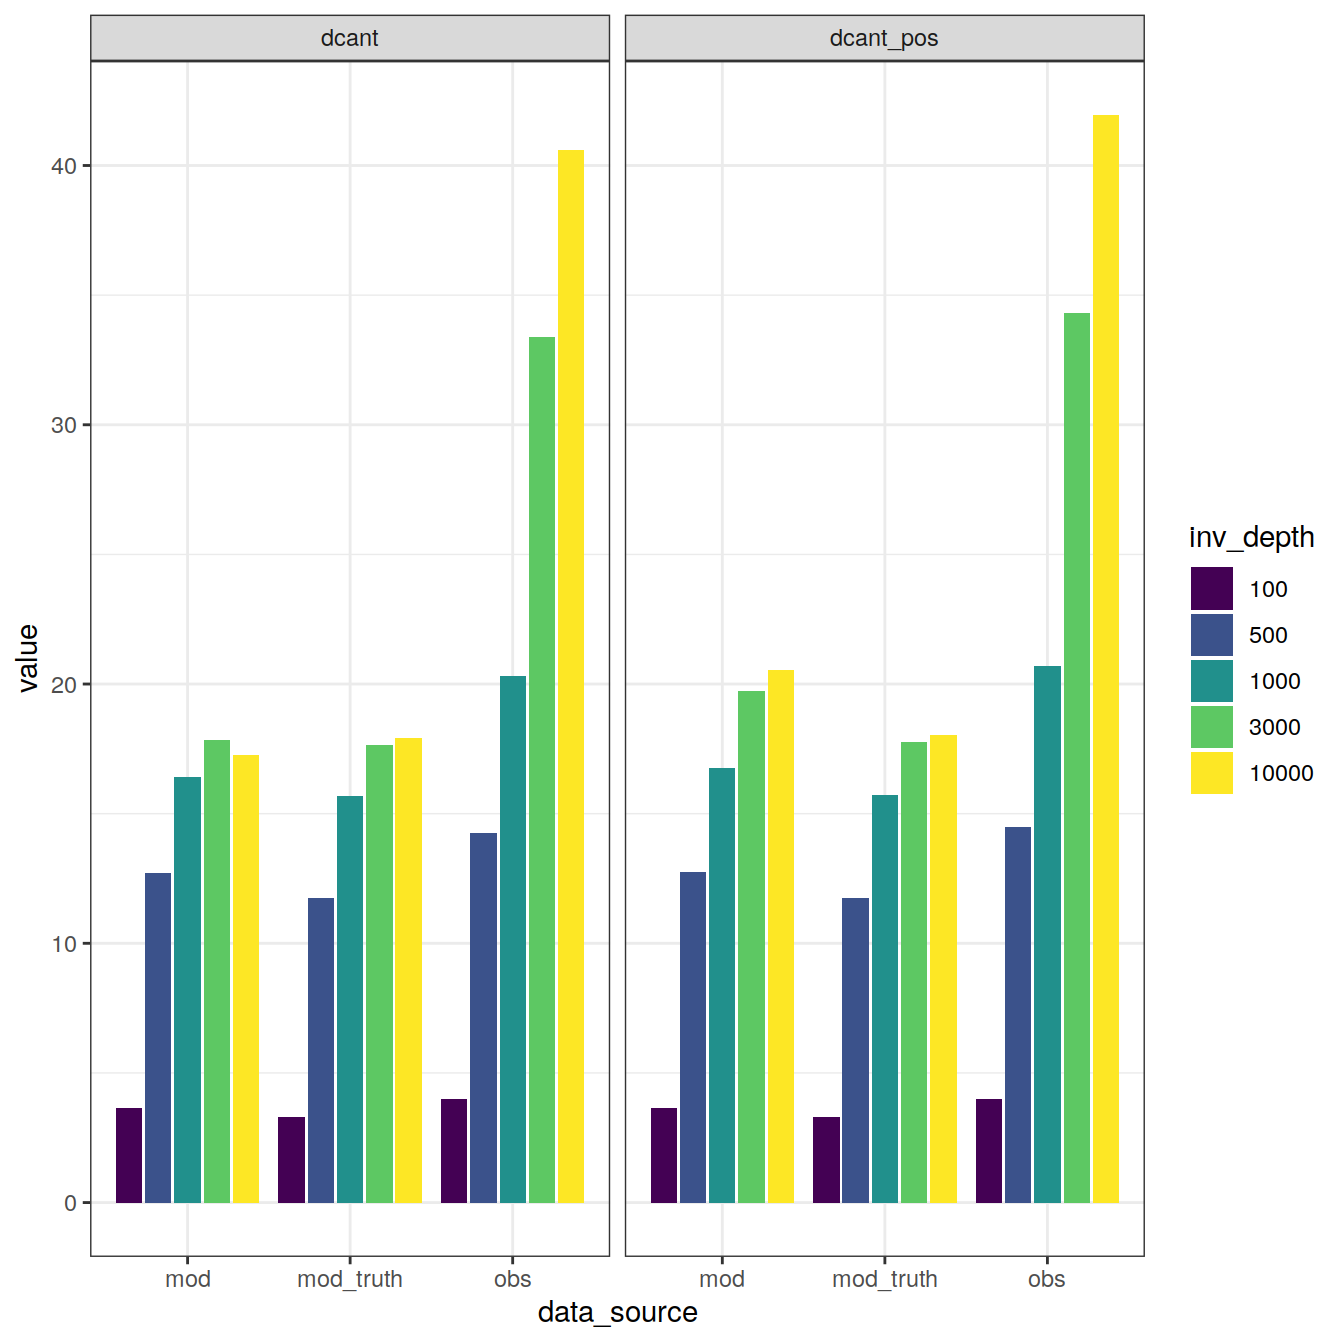 dcant
dcant_pos
40
30
20
10
0
value
mod
mod_truth
obs
mod
mod_truth
obs
data_source
inv_depth
100
500
1000
3000
10000